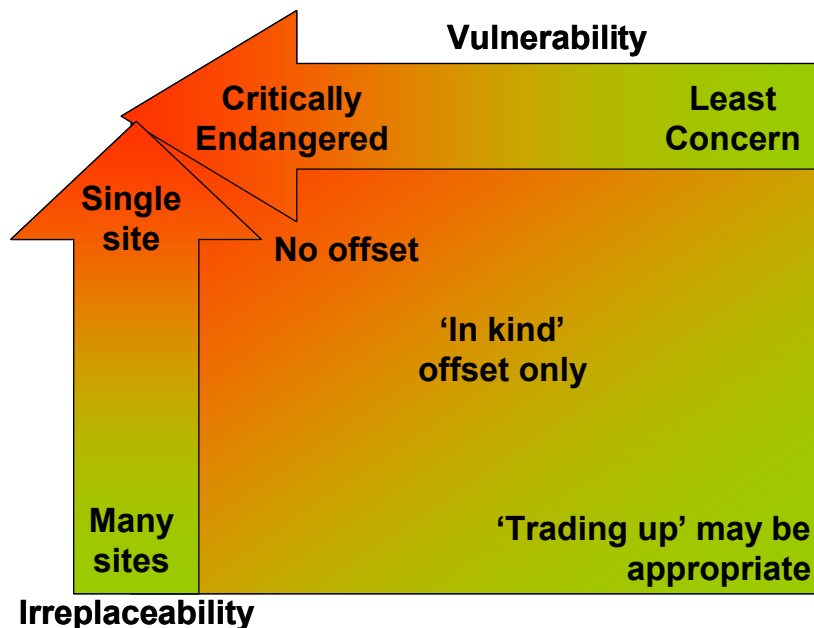 Vulnerability
Critically
Endangered
Least
Concern
Single
site
No offset
‘In kind’
offset only
Many
sites
‘Trading up’ may be
appropriate
Irreplaceability